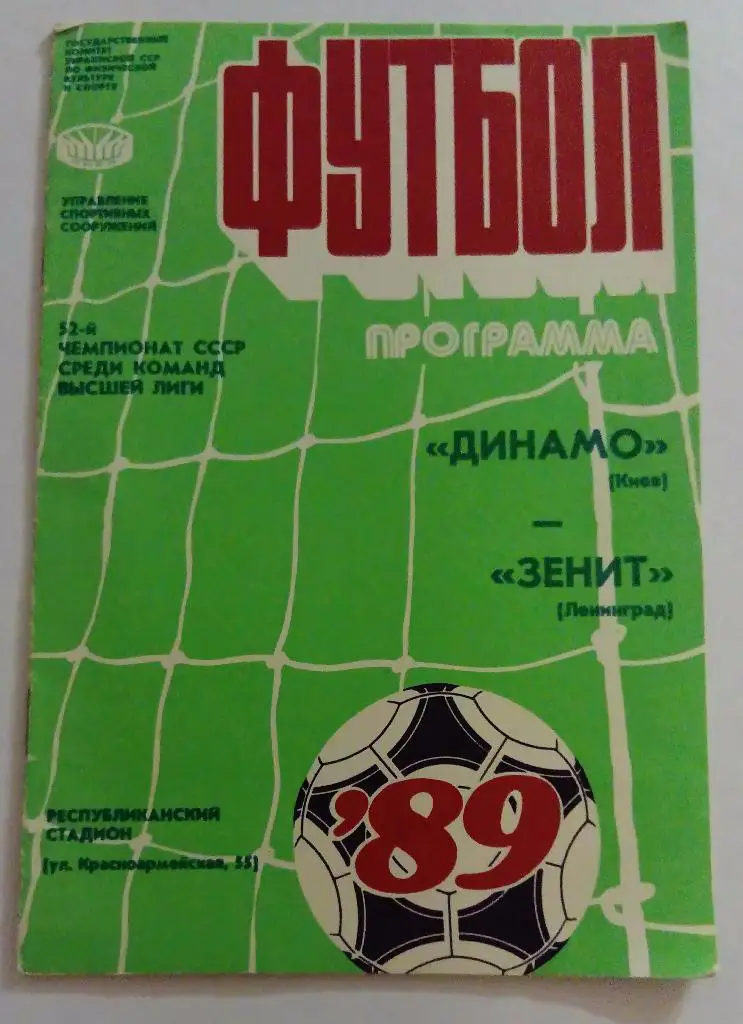 ГОСУДАРСТВЕННЫЙ
КОМИТЕТ
УКРАИНСКОЙ ССР
ПО ФИЗИЧЕСКОЙ
КУЛЬТУРЕ
И СПОРТУ
УПРАВЛЕНИЕ
СПОРТИВНЫХ
СООРУЖЕНИЙ
ФУТБОЛ
ПРОГРАММА
52-й
ЧЕМПИОНАТ СССР
СРЕДИ КОМАНД
ВЫСШЕЙ ЛИГИ
«ДИНАМО»
(Киев)
—
«ЗЕНИТ»
(Ленинград)
'89
РЕСПУБЛИКАНСКИЙ
СТАДИОН
(ул. Красноармейская, 55)